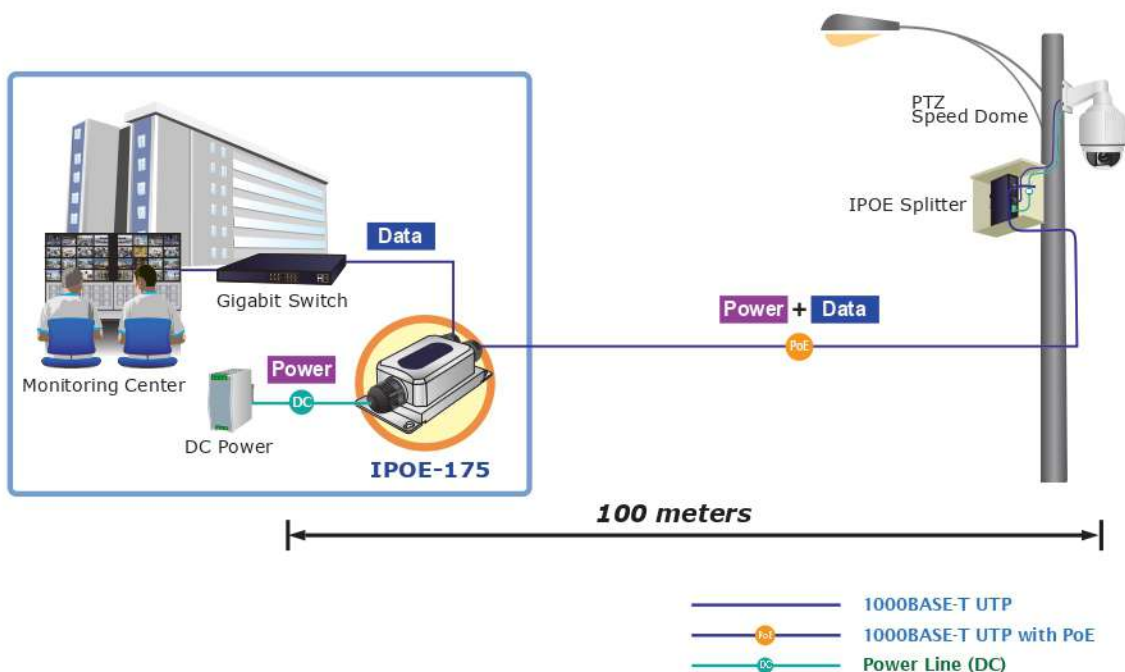 PTZ
Speed Dome
IPOE Splitter
Data
Gigabit Switch
Power + Data
PoE
Monitoring Center
Power
DC
DC Power
IPOE-175
100 meters
1000BASE-T UTP
PoE
1000BASE-T UTP with PoE
DC
Power Line (DC)